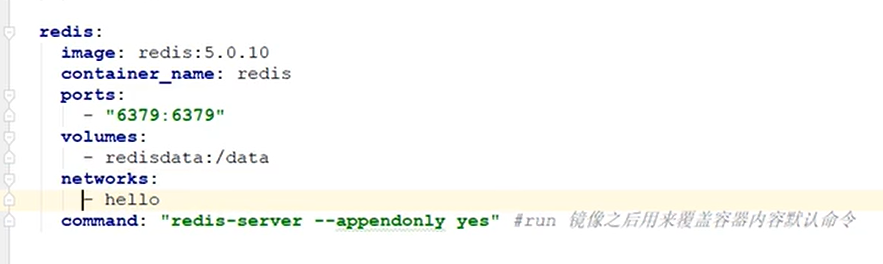 redis:
image: redis:5.0.10
container_name: redis
ports:
- "6379:6379"
volumes:
- redisdata:/data
networks:
- hello
command: "redis-server --appendonly yes" #run 镜像之后用来覆盖容器内容默认命令